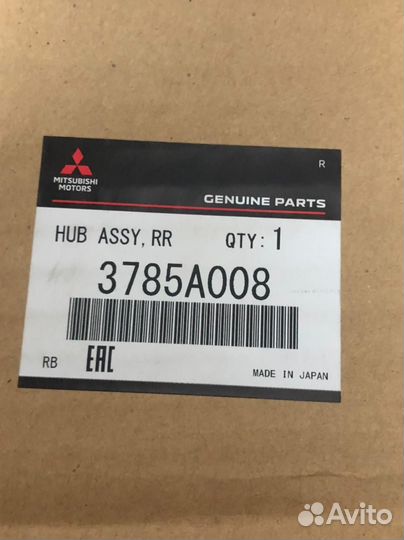 R
MITSUBISHI
MOTORS
GENUINE PARTS
HUB ASSY, RR QTY: 1
3785A008
RB EAC MADE IN JAPAN
Avito